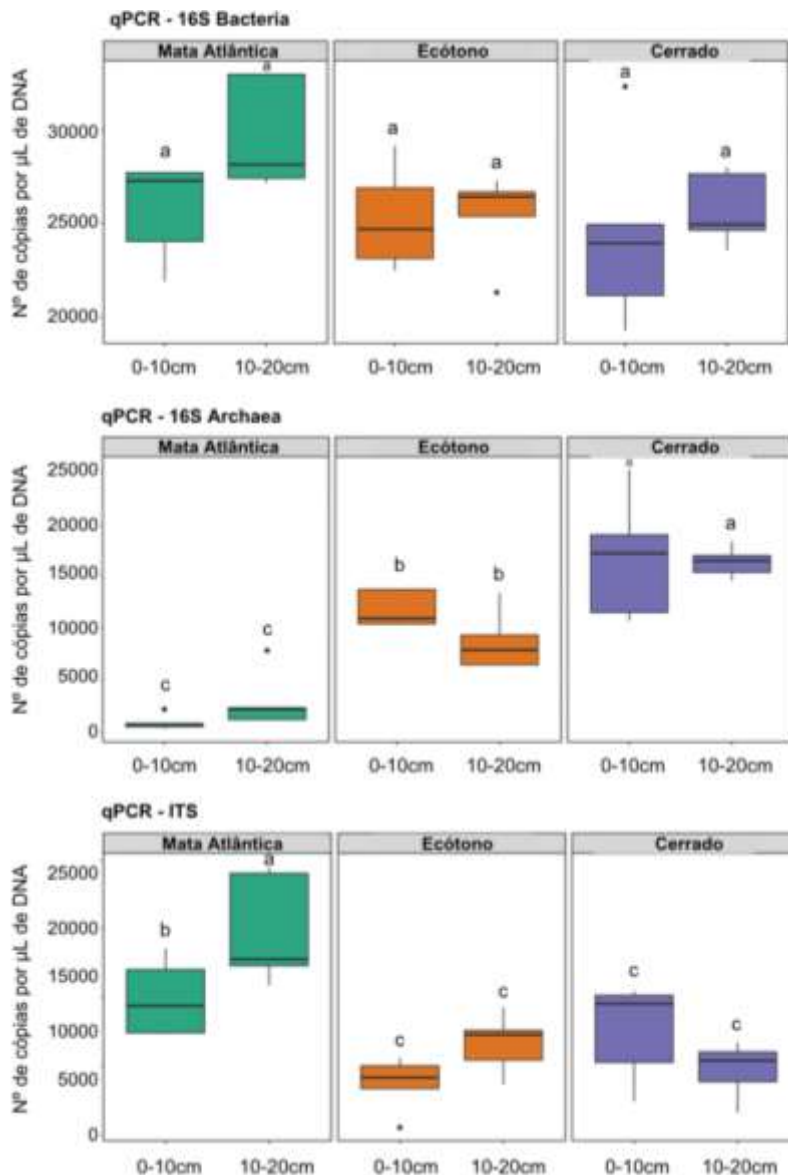 qPCR - 16S Bacteria
Mata Atlântica Ecótono Cerrado
Nº de cópias por µL de DNA
30000
25000
20000
a a a a a a
0-10cm 10-20cm 0-10cm 10-20cm 0-10cm 10-20cm
qPCR - 16S Archaea
Mata Atlântica Ecótono Cerrado
Nº de cópias por µL de DNA
25000
20000
15000
10000
5000
0
c c b b a a
0-10cm 10-20cm 0-10cm 10-20cm 0-10cm 10-20cm
qPCR - ITS
Mata Atlântica Ecótono Cerrado
Nº de cópias por µL de DNA
25000
20000
15000
10000
5000
0
b a c c c c
0-10cm 10-20cm 0-10cm 10-20cm 0-10cm 10-20cm